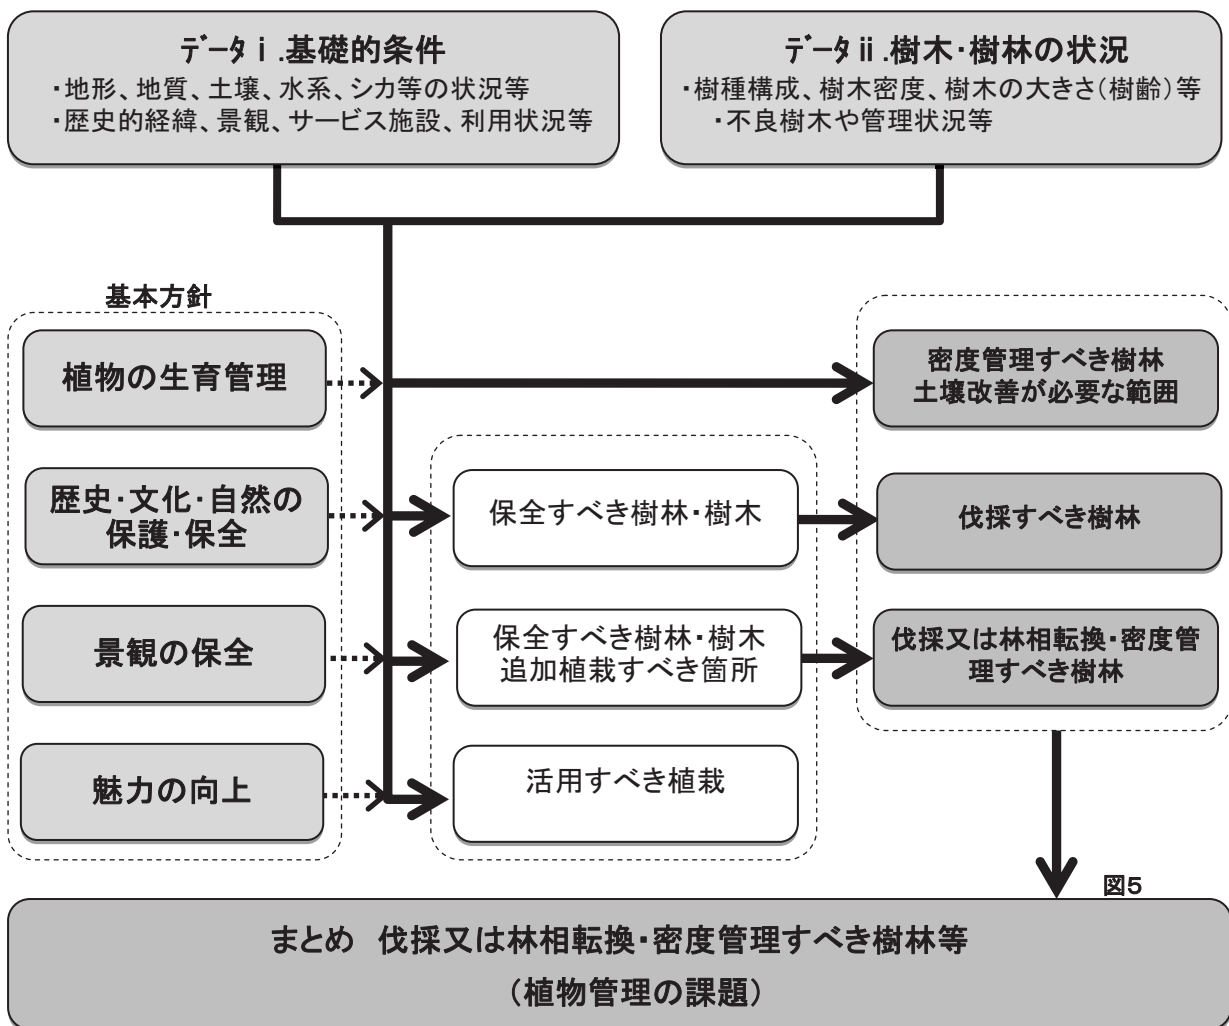 データⅰ.基礎的条件
・地形、地質、土壌、水系、シカ等の状況等
・歴史的経緯、景観、サービス施設、利用状況等
データⅱ.樹木・樹林の状況
・樹種構成、樹木密度、樹木の大きさ(樹齢)等
・不良樹木や管理状況等
基本方針
植物の生育管理
密度管理すべき樹林
土壌改善が必要な範囲
歴史・文化・自然の
保護・保全
保全すべき樹林・樹木
伐採すべき樹林
景観の保全
保全すべき樹林・樹木
追加植栽すべき箇所
伐採又は林相転換・密度管
理すべき樹林
魅力の向上
活用すべき植栽
図5
まとめ 伐採又は林相転換・密度管理すべき樹林等
(植物管理の課題)